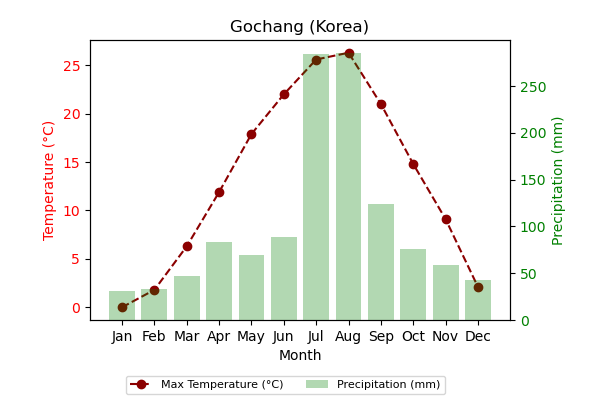 Gochang (Korea)
25
20
15
10
5
0
Temperature (°C)
250
200
150
100
50
0
Precipitation (mm)
Jan Feb Mar Apr May Jun Jul Aug Sep Oct Nov Dec
Month
Max Temperature (°C) Precipitation (mm)